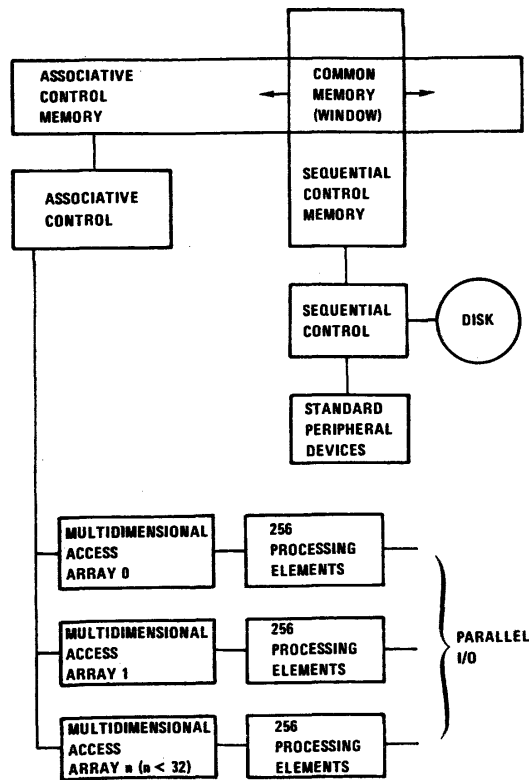 ASSOCIATIVE
CONTROL
MEMORY
COMMON
MEMORY
(WINDOW)
ASSOCIATIVE
CONTROL
SEQUENTIAL
CONTROL
MEMORY
SEQUENTIAL
CONTROL
DISK
STANDARD
PERIPHERAL
DEVICES
MULTIDIMENSIONAL
ACCESS
ARRAY 0
256
PROCESSING
ELEMENTS
MULTIDIMENSIONAL
ACCESS
ARRAY 1
256
PROCESSING
ELEMENTS
MULTIDIMENSIONAL
ACCESS
ARRAY n (n < 32)
256
PROCESSING
ELEMENTS
PARALLEL
I/O